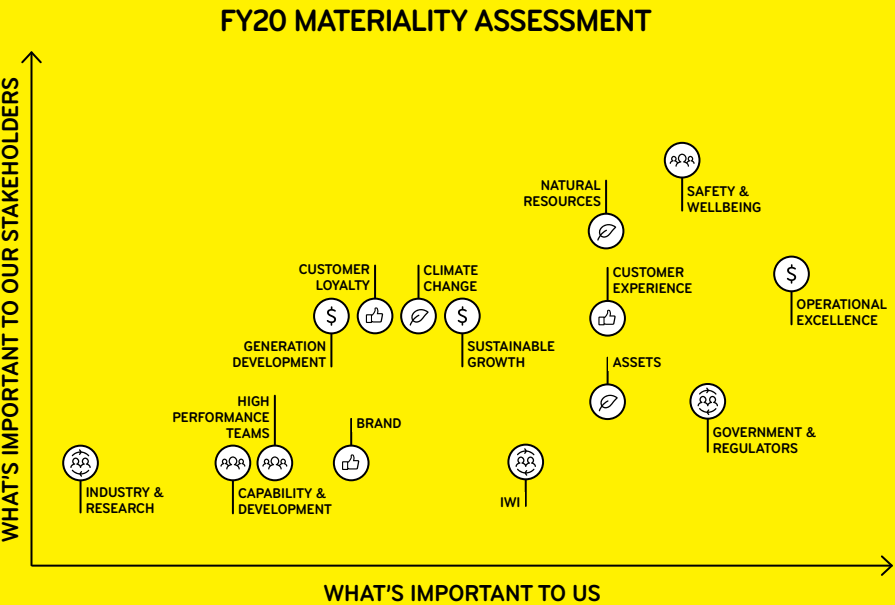 FY20 MATERIALITY ASSESSMENT
WHAT'S IMPORTANT TO OUR STAKEHOLDERS
SAFETY &
WELLBEING
NATURAL
RESOURCES
CUSTOMER
LOYALTY
CLIMATE
CHANGE
CUSTOMER
EXPERIENCE
$
OPERATIONAL
EXCELLENCE
$
GENERATION
DEVELOPMENT
$
SUSTAINABLE
GROWTH
ASSETS
HIGH
PERFORMANCE
TEAMS
BRAND
GOVERNMENT &
REGULATORS
INDUSTRY &
RESEARCH
CAPABILITY &
DEVELOPMENT
IWI
WHAT'S IMPORTANT TO US